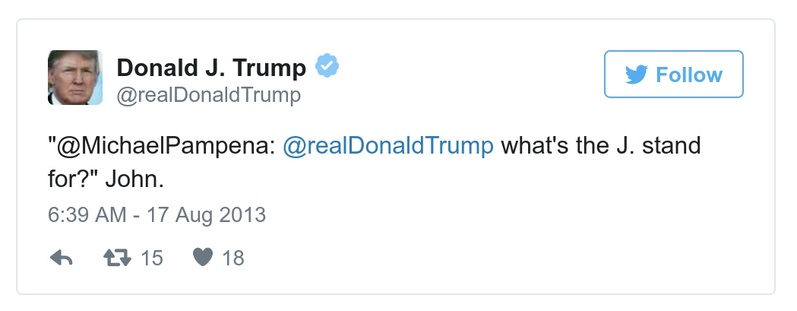 Donald J. Trump
@realDonaldTrump
Follow
"@MichaelPampena: @realDonaldTrump what's the J. stand
for?" John.
6:39 AM - 17 Aug 2013
15 18